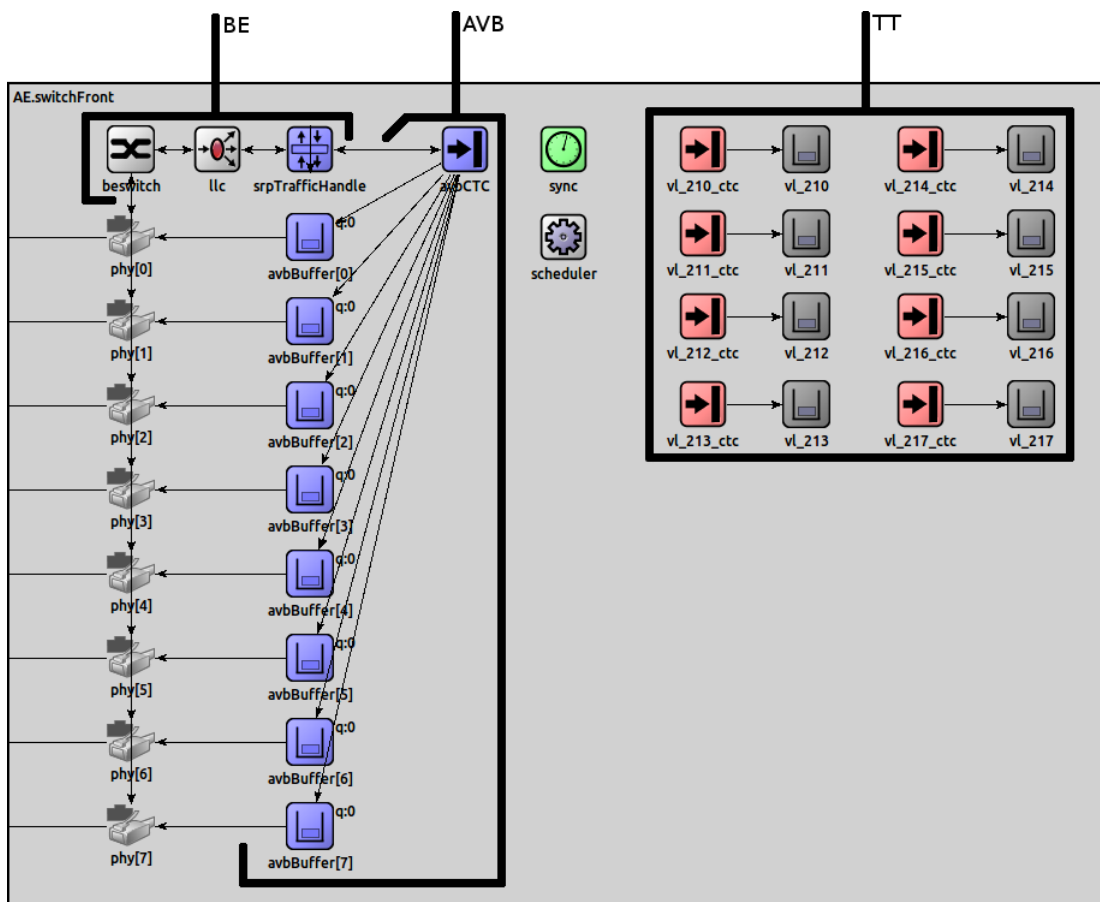 BE
AVB
TT
AE.switchFront
beswitch
llc
srpTrafficHandle
avbCTC
sync
vl_210_ctc
vl_210
vl_214_ctc
vl_214
q:0
phy[0]
avbBuffer[0]
scheduler
vl_211_ctc
vl_211
vl_215_ctc
vl_215
q:0
phy[1]
avbBuffer[1]
vl_212_ctc
vl_212
vl_216_ctc
vl_216
q:0
phy[2]
avbBuffer[2]
vl_213_ctc
vl_213
vl_217_ctc
vl_217
q:0
phy[3]
avbBuffer[3]
q:0
phy[4]
avbBuffer[4]
q:0
phy[5]
avbBuffer[5]
q:0
phy[6]
avbBuffer[6]
q:0
phy[7]
avbBuffer[7]